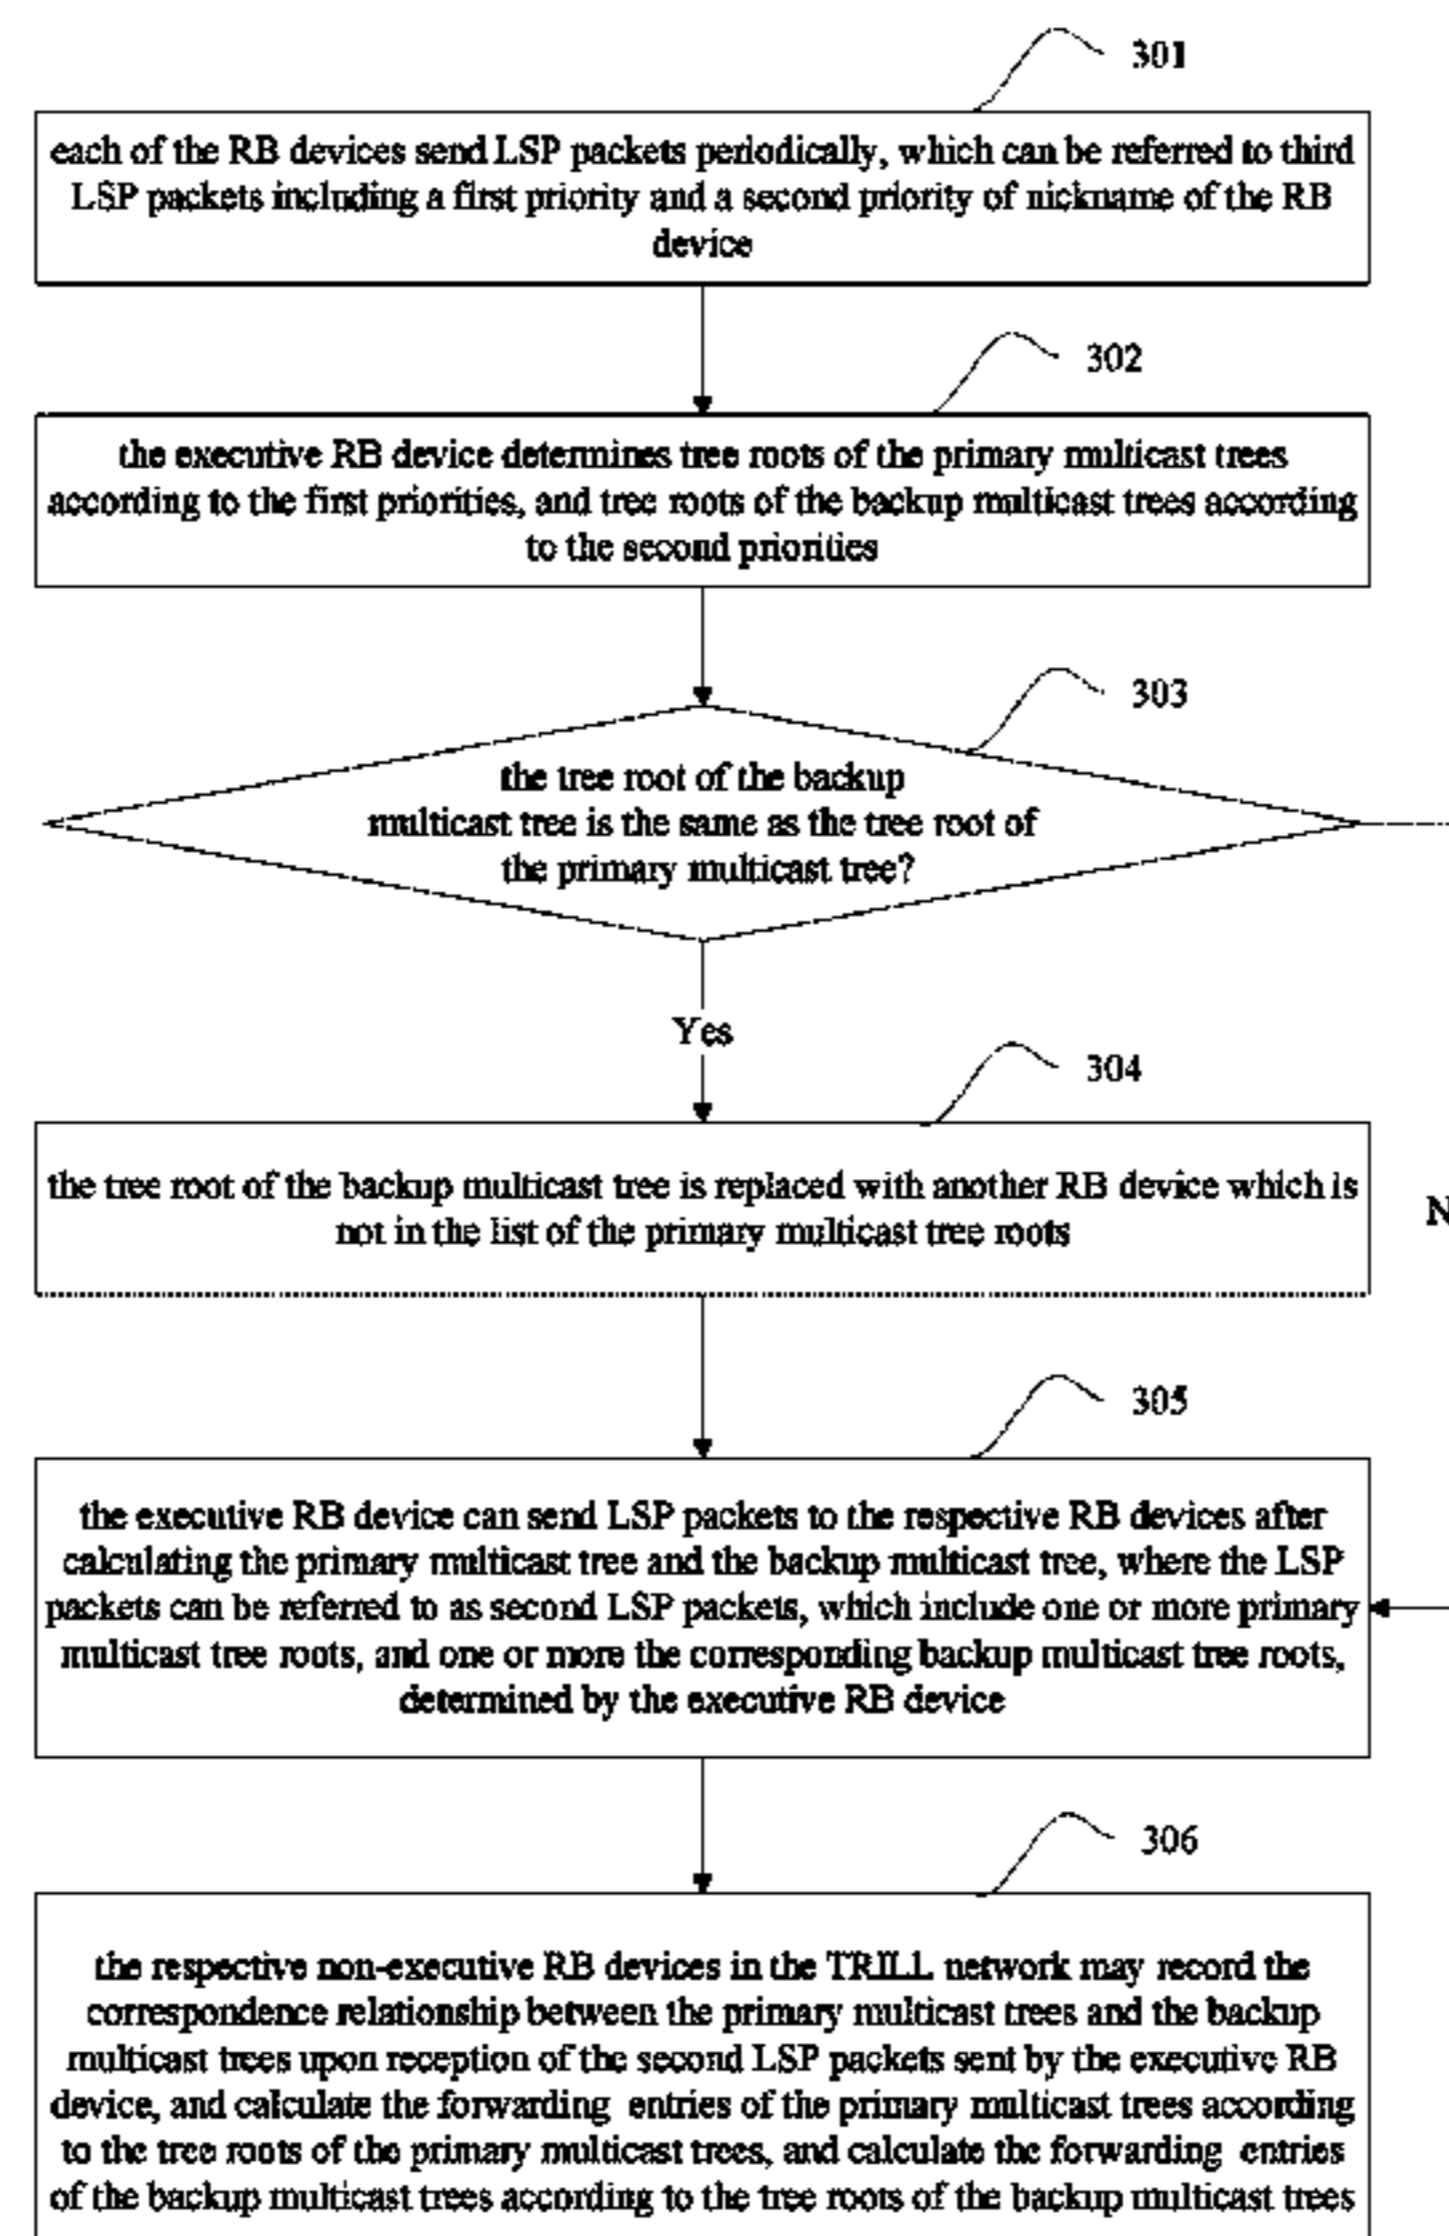 301
each of the RB devices send LSP packets periodically, which can be referred to third
LSP packets including a first priority and a second priority of nickname of the RB
device
302
the executive RB device determines tree roots of the primary multicast trees
according to the first priorities, and tree roots of the backup multicast trees according
to the second priorities
303
the tree root of the backup
multicast tree is the same as the tree root of
the primary multicast tree?
Yes
304
the tree root of the backup multicast tree is replaced with another RB device which is
not in the list of the primary multicast tree roots
N
305
the executive RB device can send LSP packets to the respective RB devices after
calculating the primary multicast tree and the backup multicast tree, where the LSP
packets can be referred to as second LSP packets, which include one or more primary
multicast tree roots, and one or more the corresponding backup multicast tree roots,
determined by the executive RB device
306
the respective non-executive RB devices in the TRILL network may record the
correspondence relationship between the primary multicast trees and the backup
multicast trees upon reception of the second LSP packets sent by the executive RB
device, and calculate the forwarding entries of the primary multicast trees according
to the tree roots of the primary multicast trees, and calculate the forwarding entries
of the backup multicast trees according to the tree roots of the backup multicast trees